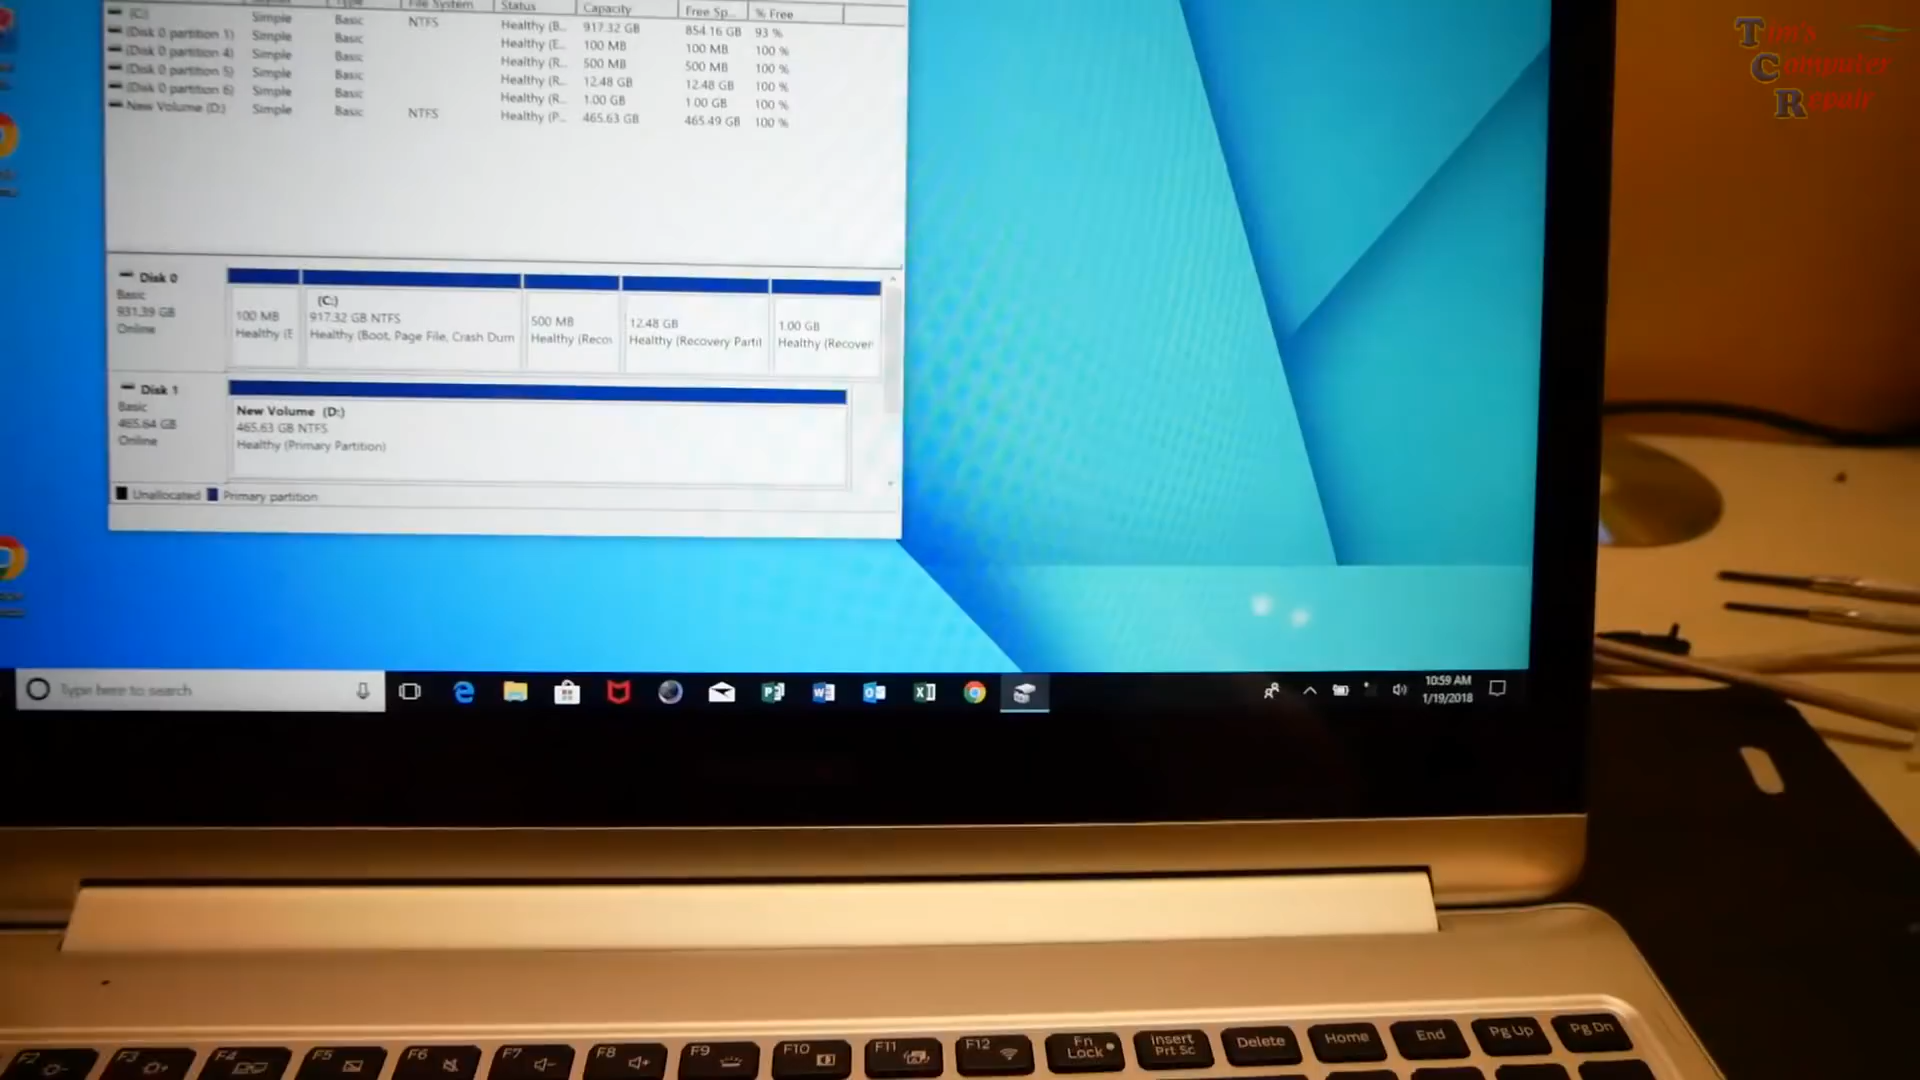 Tim's
Computer
Repair
File System Status Capacity Free Sp... % Free
(C:) Simple Basic NTFS Healthy (B... 917.32 GB 854.16 GB 93 %
(Disk 0 partition 1) Simple Basic Healthy (E... 100 MB 100 MB 100 %
(Disk 0 partition 4) Simple Basic Healthy (R... 500 MB 500 MB 100 %
(Disk 0 partition 5) Simple Basic Healthy (R... 12.48 GB 12.48 GB 100 %
(Disk 0 partition 6) Simple Basic Healthy (R... 1.00 GB 1.00 GB 100 %
New Volume (D:) Simple Basic NTFS Healthy (P... 465.63 GB 465.49 GB 100 %
Disk 0
Basic
931.39 GB
Online
100 MB
Healthy (E
(C:)
917.32 GB NTFS
Healthy (Boot, Page File, Crash Dum
500 MB
Healthy (Recov
12.48 GB
Healthy (Recovery Partit
1.00 GB
Healthy (Recover
Disk 1
Basic
465.64 GB
Online
New Volume (D:)
465.63 GB NTFS
Healthy (Primary Partition)
Unallocated Primary partition
Type here to search
10:59 AM
1/19/2018
F2 F3 F4 F5 F6 F7 F8 F9 F10 F11 F12
Fn
Lock
Insert
Prt Sc
Delete
Home
End
Pg Up
Pg Dn